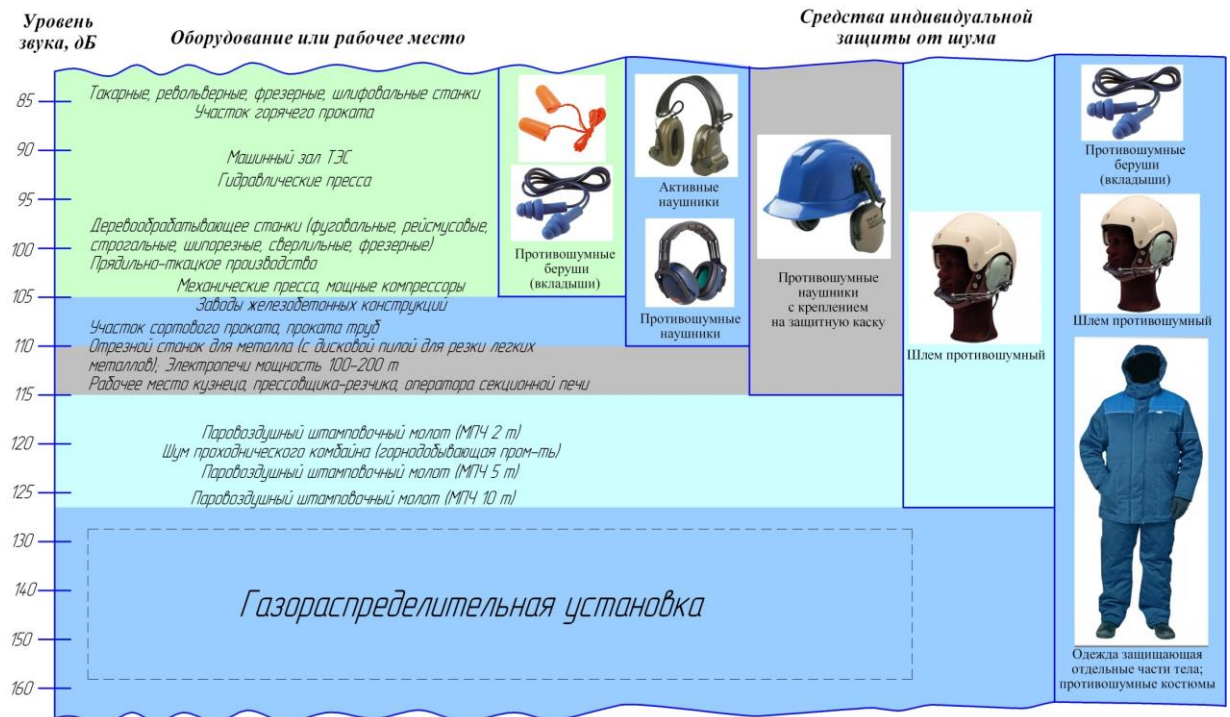 Уровень
звука, дБ
Оборудование или рабочее место
Средства индивидуальной
защиты от шума
85
90
95
100
105
110
115
120
125
130
140
150
160
Такарные, револьверные, фрезерные, шлифовальные станки
Участок горячего проката
Машинный зал ТЭС
Гидравлические пресса
Деревообрабатывающее станки (фуговальные, рейсмусовые,
строгальные, шипорезные, сверлильные, фрезерные)
Прядильно-ткацкое производство
Механические пресса, мощные компрессоры
Заводы железобетонных конструкций
Участок сортового проката, проката труб
Отрезной станок для металла (с дисковой пилой для резки легких
металлов), Электропечи мощность 100-200 т
Рабочее место кузнеца, прессовщика-резчика, оператора секционной печи
Паровоздушный штамповочный молот (МПЧ 2 т)
Шум проходнического комбайна (горнодобывающая пром-ть)
Паровоздушный штамповочный молот (МПЧ 5 т)
Паровоздушный штамповочный молот (МПЧ 10 т)
Газораспределительная установка
Противошумные
беруши
(вкладыши)
Активные
наушники
Противошумные
наушники
Противошумные
наушники
с креплением
на защитную каску
Шлем противошумный
Противошумные
беруши
(вкладыши)
Шлем противошумный
Одежда защищающая
отдельные части тела;
противошумные костюмы